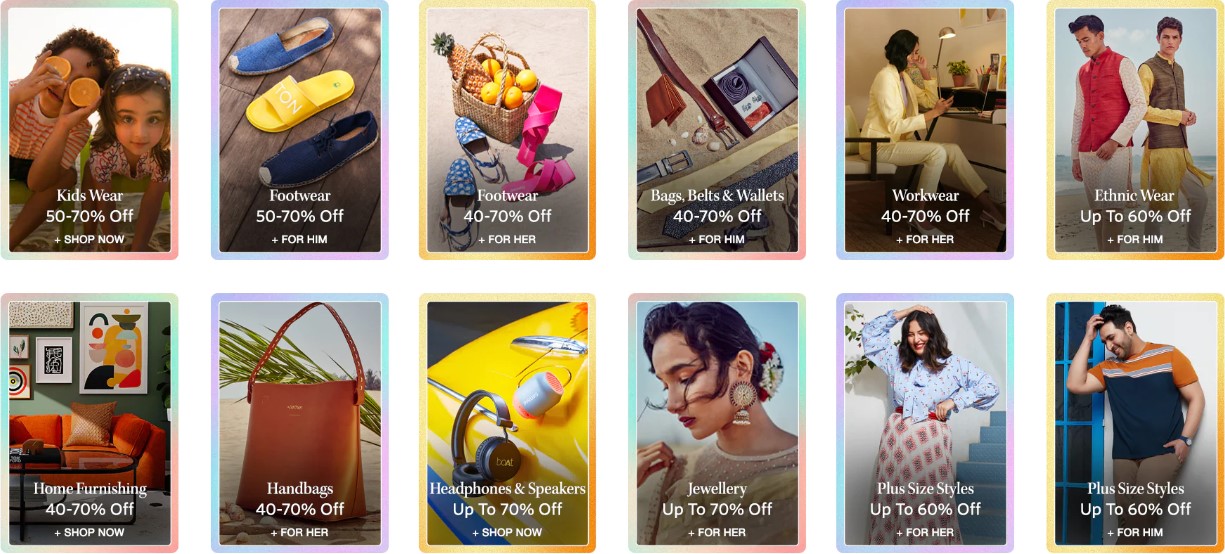 Kids Wear
50-70% Off
+ SHOP NOW
TON
Footwear
50-70% Off
+ FOR HIM
Footwear
40-70% Off
+ FOR HER
Bags, Belts & Wallets
40-70% Off
+ FOR HIM
Workwear
40-70% Off
+ FOR HER
Ethnic Wear
Up To 60% Off
+ FOR HIM
Home Furnishing
40-70% Off
+ SHOP NOW
Handbags
40-70% Off
+ FOR HER
boAt
Headphones & Speakers
Up To 70% Off
+ SHOP NOW
Jewellery
Up To 70% Off
+ FOR HER
Plus Size Styles
Up To 60% Off
+ FOR HER
Plus Size Styles
Up To 60% Off
+ FOR HIM